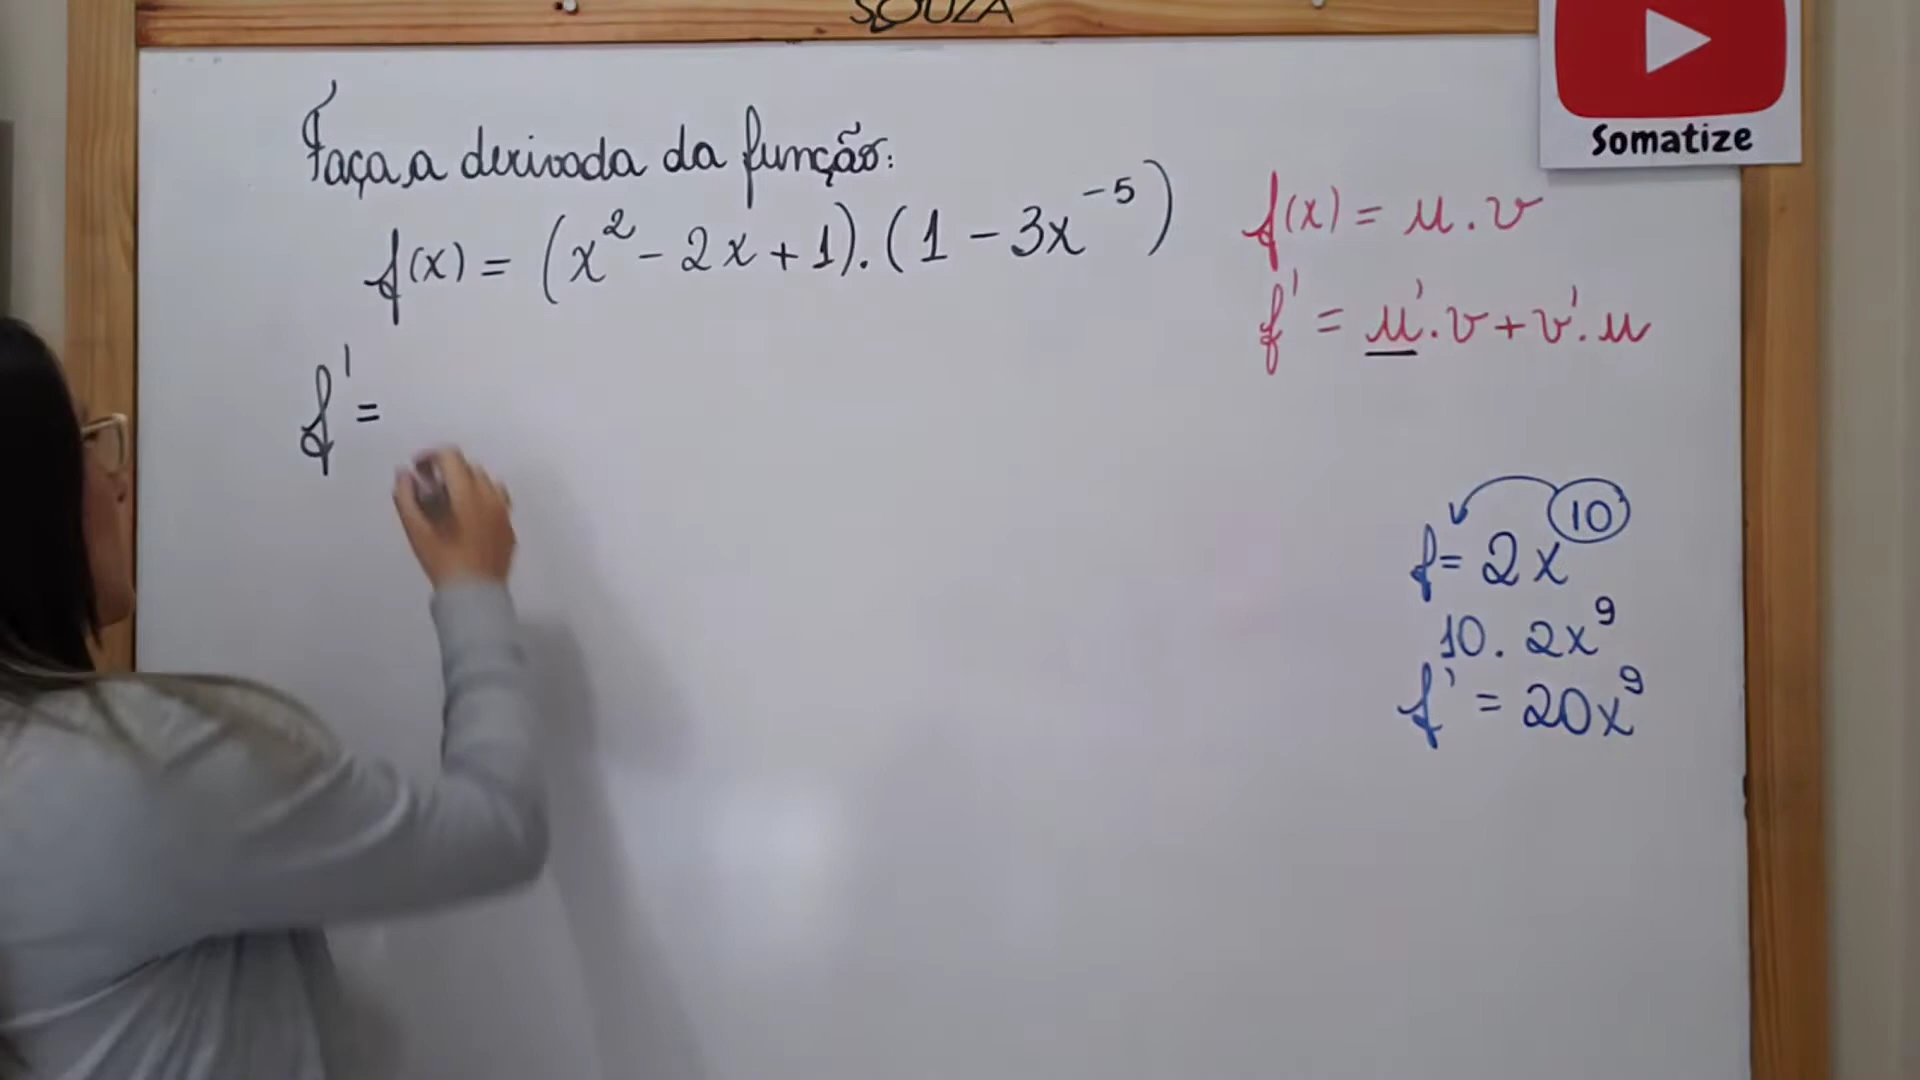 SOUZA
Somatize
Faça a derivada da função:
f(x) = (x² - 2x + 1).(1 - 3x⁻⁵)
f' =
f(x) = u.v
f' = u'.v + v'.u
f = 2x¹⁰
10. 2x⁹
f' = 20x⁹